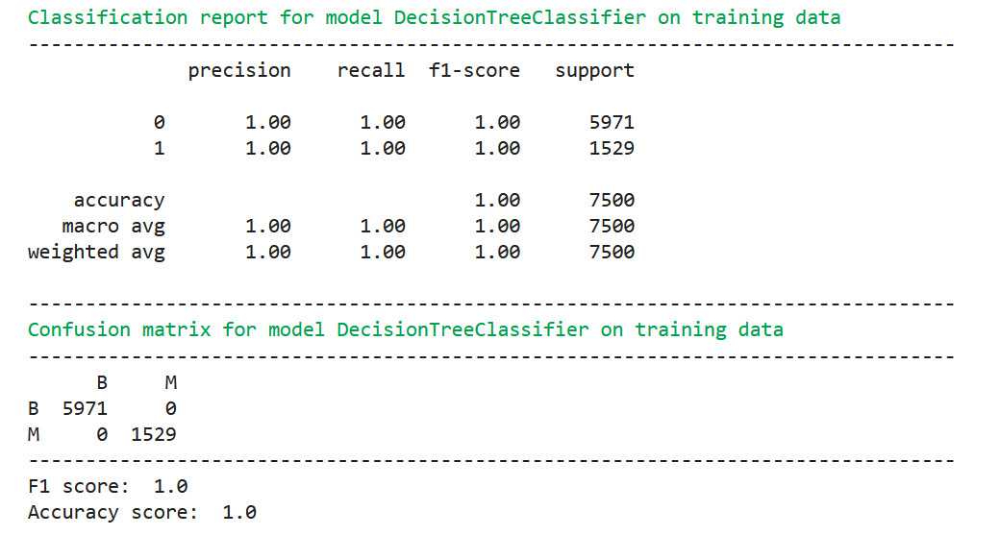 Classification report for model DecisionTreeClassifier on training data
---------------------------------------------------------------------------------
precision recall f1-score support
0 1.00 1.00 1.00 5971
1 1.00 1.00 1.00 1529
accuracy 1.00 7500
macro avg 1.00 1.00 1.00 7500
weighted avg 1.00 1.00 1.00 7500
---------------------------------------------------------------------------------
Confusion matrix for model DecisionTreeClassifier on training data
---------------------------------------------------------------------------------
B M
B 5971 0
M 0 1529
---------------------------------------------------------------------------------
F1 score: 1.0
Accuracy score: 1.0